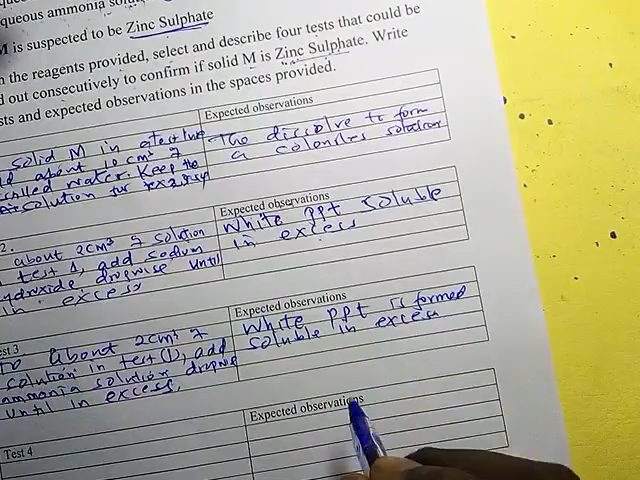 queous ammonia
M is suspected to be Zinc Sulphate
the reagents provided, select and describe four tests that could be
d out consecutively to confirm if solid M is Zinc Sulphate. Write
sts and expected observations in the spaces provided.
Expected observations
solid M in a test tube
about 10 cm³ of
water. Keep the
solution for
The dissolve to form
a colourless solution
2.
about 2cm³ of solution
test 1, add sodium
ydroxide dropwise until
in excess
Expected observations
White ppt soluble
in excess
est 3
To about 2cm³ of
solution in test (1), add
ammonia solution dropwise
until in excess.
Expected observations
White ppt is formed
soluble in excess
Test 4
Expected observations